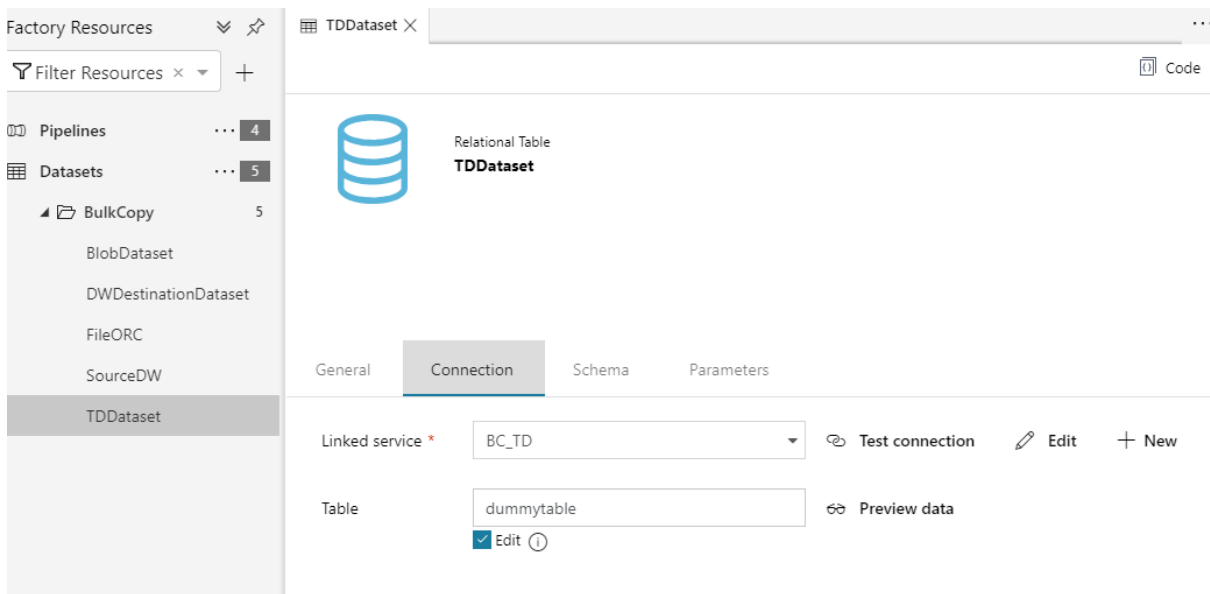 Factory Resources
Filter Resources
Pipelines 4
Datasets 5
BulkCopy 5
BlobDataset
DWDestinationDataset
FileORC
SourceDW
TDDataset
TDDataset
Code
Relational Table
TDDataset
General Connection Schema Parameters
Linked service * BC_TD Test connection Edit + New
Table dummytable Preview data
Edit